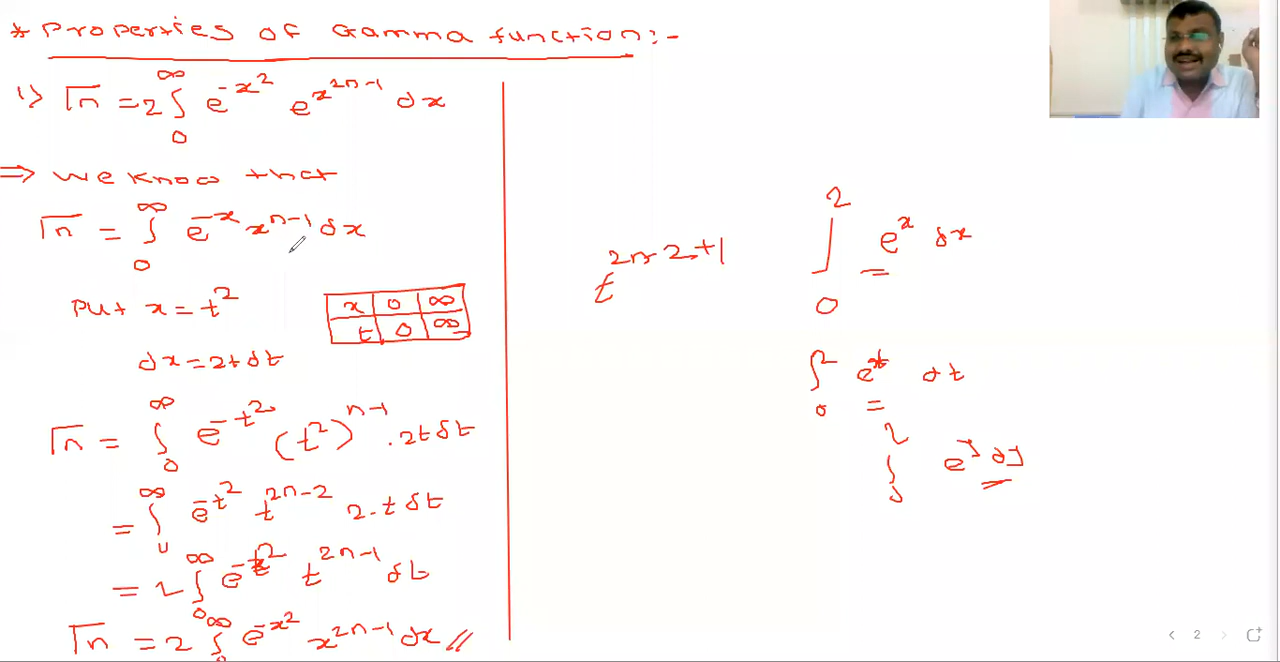 * Properties of Gamma function:-
1) Γn = 2 ∫₀^∞ e^{-x²} e^{x^{2n-1}} dx
⇒ We know that
Γn = ∫₀^∞ e^{-x} x^{n-1} dx
Put x = t²
x 0 ∞
t 0 ∞
dx = 2t dt
Γn = ∫₀^∞ e^{-t²} (t²)^{n-1} . 2t dt
= ∫₀^∞ e^{-t²} t^{2n-2} 2.t dt
= 2 ∫₀^∞ e^{-t²} t^{2n-1} dt
Γn = 2 ∫₀^∞ e^{-x²} x^{2n-1} dx //
t^{2n-2+1}
∫₀² e^x dx
∫₀² e^t dt
∫₀² e^y dy
2